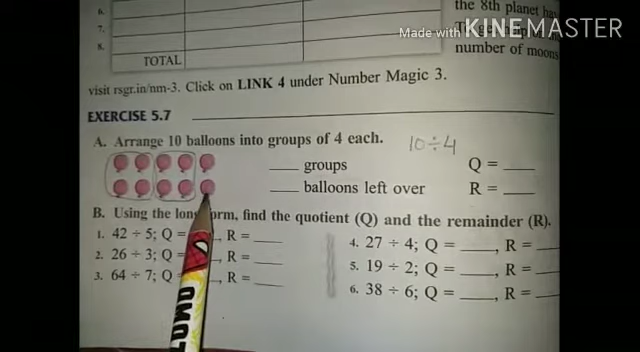 6.
the 8th planet has
7.
Made with KINEMASTER
8.
number of moons
TOTAL
visit rsgr.in/nm-3. Click on LINK 4 under Number Magic 3.
EXERCISE 5.7
A. Arrange 10 balloons into groups of 4 each. 10÷4
____ groups Q = ____
____ balloons left over R = ____
B. Using the long form, find the quotient (Q) and the remainder (R).
1. 42 ÷ 5; Q = ____, R = ____
4. 27 ÷ 4; Q = ____, R = ____
2. 26 ÷ 3; Q = ____, R = ____
5. 19 ÷ 2; Q = ____, R = ____
3. 64 ÷ 7; Q ____, R = ____
6. 38 ÷ 6; Q = ____, R = ____